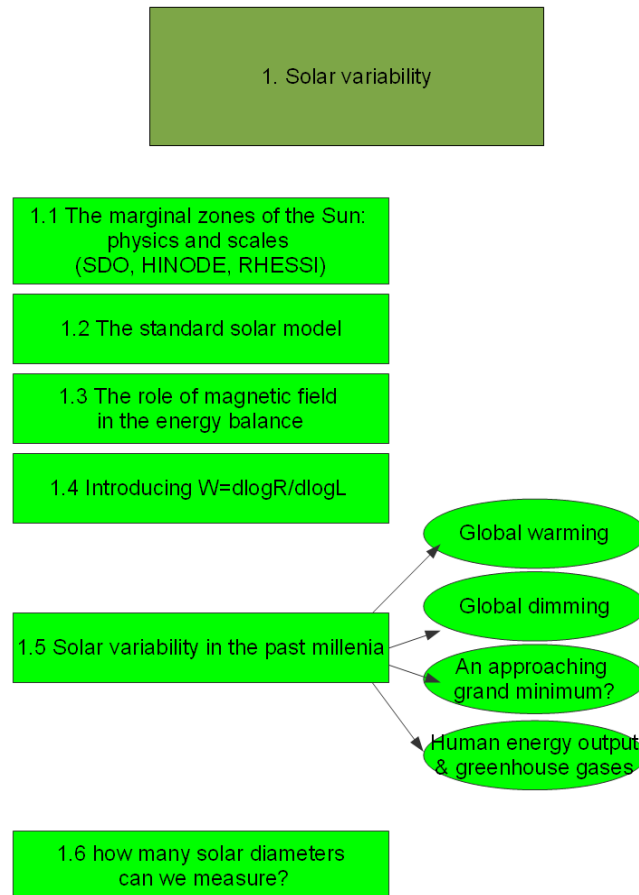 1. Solar variability
1.1 The marginal zones of the Sun:
physics and scales
(SDO, HINODE, RHESSI)
1.2 The standard solar model
1.3 The role of magnetic field
in the energy balance
1.4 Introducing W=dlogR/dlogL
Global warming
Global dimming
1.5 Solar variability in the past millenia
An approaching
grand minimum?
Human energy output
& greenhouse gases
1.6 how many solar diameters
can we measure?